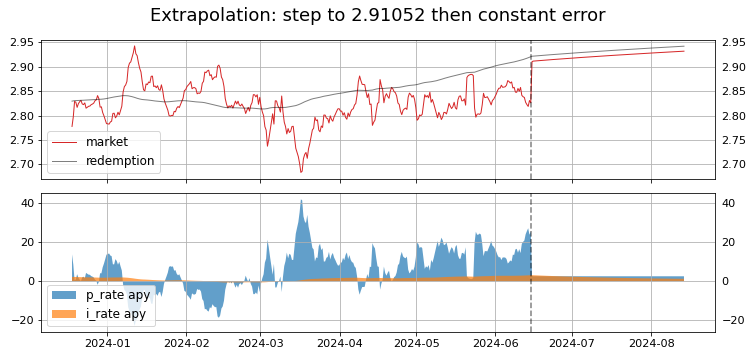 Extrapolation: step to 2.91052 then constant error
2.95 2.95
2.90 2.90
2.85 2.85
2.80 2.80
2.75 2.75
2.70 2.70
market
redemption
40 40
20 20
0 0
−20 −20
p_rate apy
i_rate apy
2024-01 2024-02 2024-03 2024-04 2024-05 2024-06 2024-07 2024-08